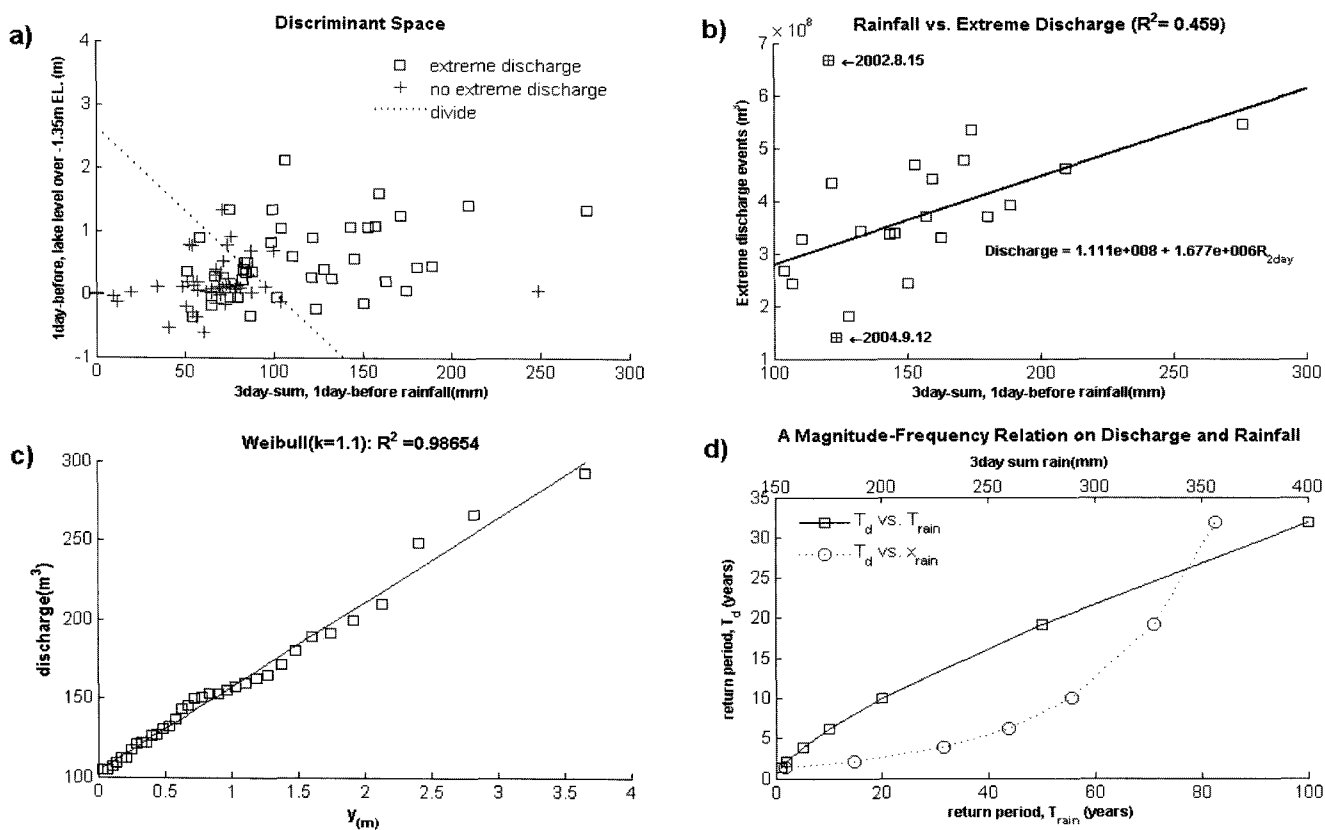 a)
Discriminant Space
extreme discharge
no extreme discharge
divide
4
3
2
1
0
-1
1day-before, lake level over -1.35m EL. (m)
0 50 100 150 200 250 300
3day-sum, 1day-before rainfall(mm)
b)
Rainfall vs. Extreme Discharge (R²= 0.459)
7 × 10⁸
6
5
4
3
2
1
Extreme discharge events (m³)
←2002.8.15
Discharge = 1.111e+008 + 1.677e+006R₂day
←2004.9.12
100 150 200 250 300
3day-sum, 1day-before rainfall(mm)
c)
Weibull(k=1.1): R² =0.98654
300
250
200
150
100
discharge(m³)
0 0.5 1 1.5 2 2.5 3 3.5 4
y(m)
d)
A Magnitude-Frequency Relation on Discharge and Rainfall
3day sum rain(mm)
150 200 250 300 350 400
35
30
25
20
15
10
5
0
return period, Td (years)
Td vs. Train
Td vs. xrain
0 20 40 60 80 100
return period, Train (years)